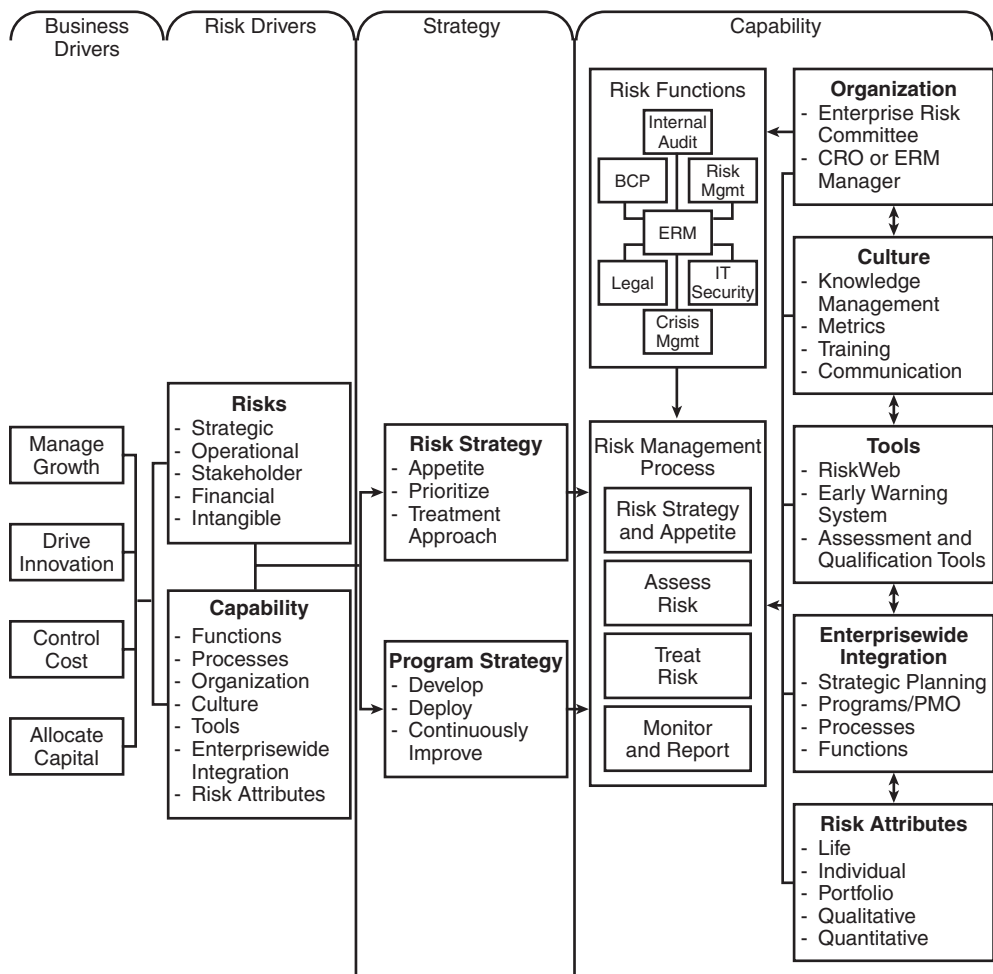 Business
Drivers
Risk Drivers
Strategy
Capability
Manage
Growth
Drive
Innovation
Control
Cost
Allocate
Capital
Risks
- Strategic
- Operational
- Stakeholder
- Financial
- Intangible
Capability
- Functions
- Processes
- Organization
- Culture
- Tools
- Enterprisewide
Integration
- Risk Attributes
Risk Strategy
- Appetite
- Prioritize
- Treatment
Approach
Program Strategy
- Develop
- Deploy
- Continuously
Improve
Risk Functions
Internal
Audit
BCP
Risk
Mgmt
ERM
Legal
IT
Security
Crisis
Mgmt
Risk Management
Process
Risk Strategy
and Appetite
Assess
Risk
Treat
Risk
Monitor
and Report
Organization
- Enterprise Risk
Committee
- CRO or ERM
Manager
Culture
- Knowledge
Management
- Metrics
- Training
- Communication
Tools
- RiskWeb
- Early Warning
System
- Assessment and
Qualification Tools
Enterprisewide
Integration
- Strategic Planning
- Programs/PMO
- Processes
- Functions
Risk Attributes
- Life
- Individual
- Portfolio
- Qualitative
- Quantitative